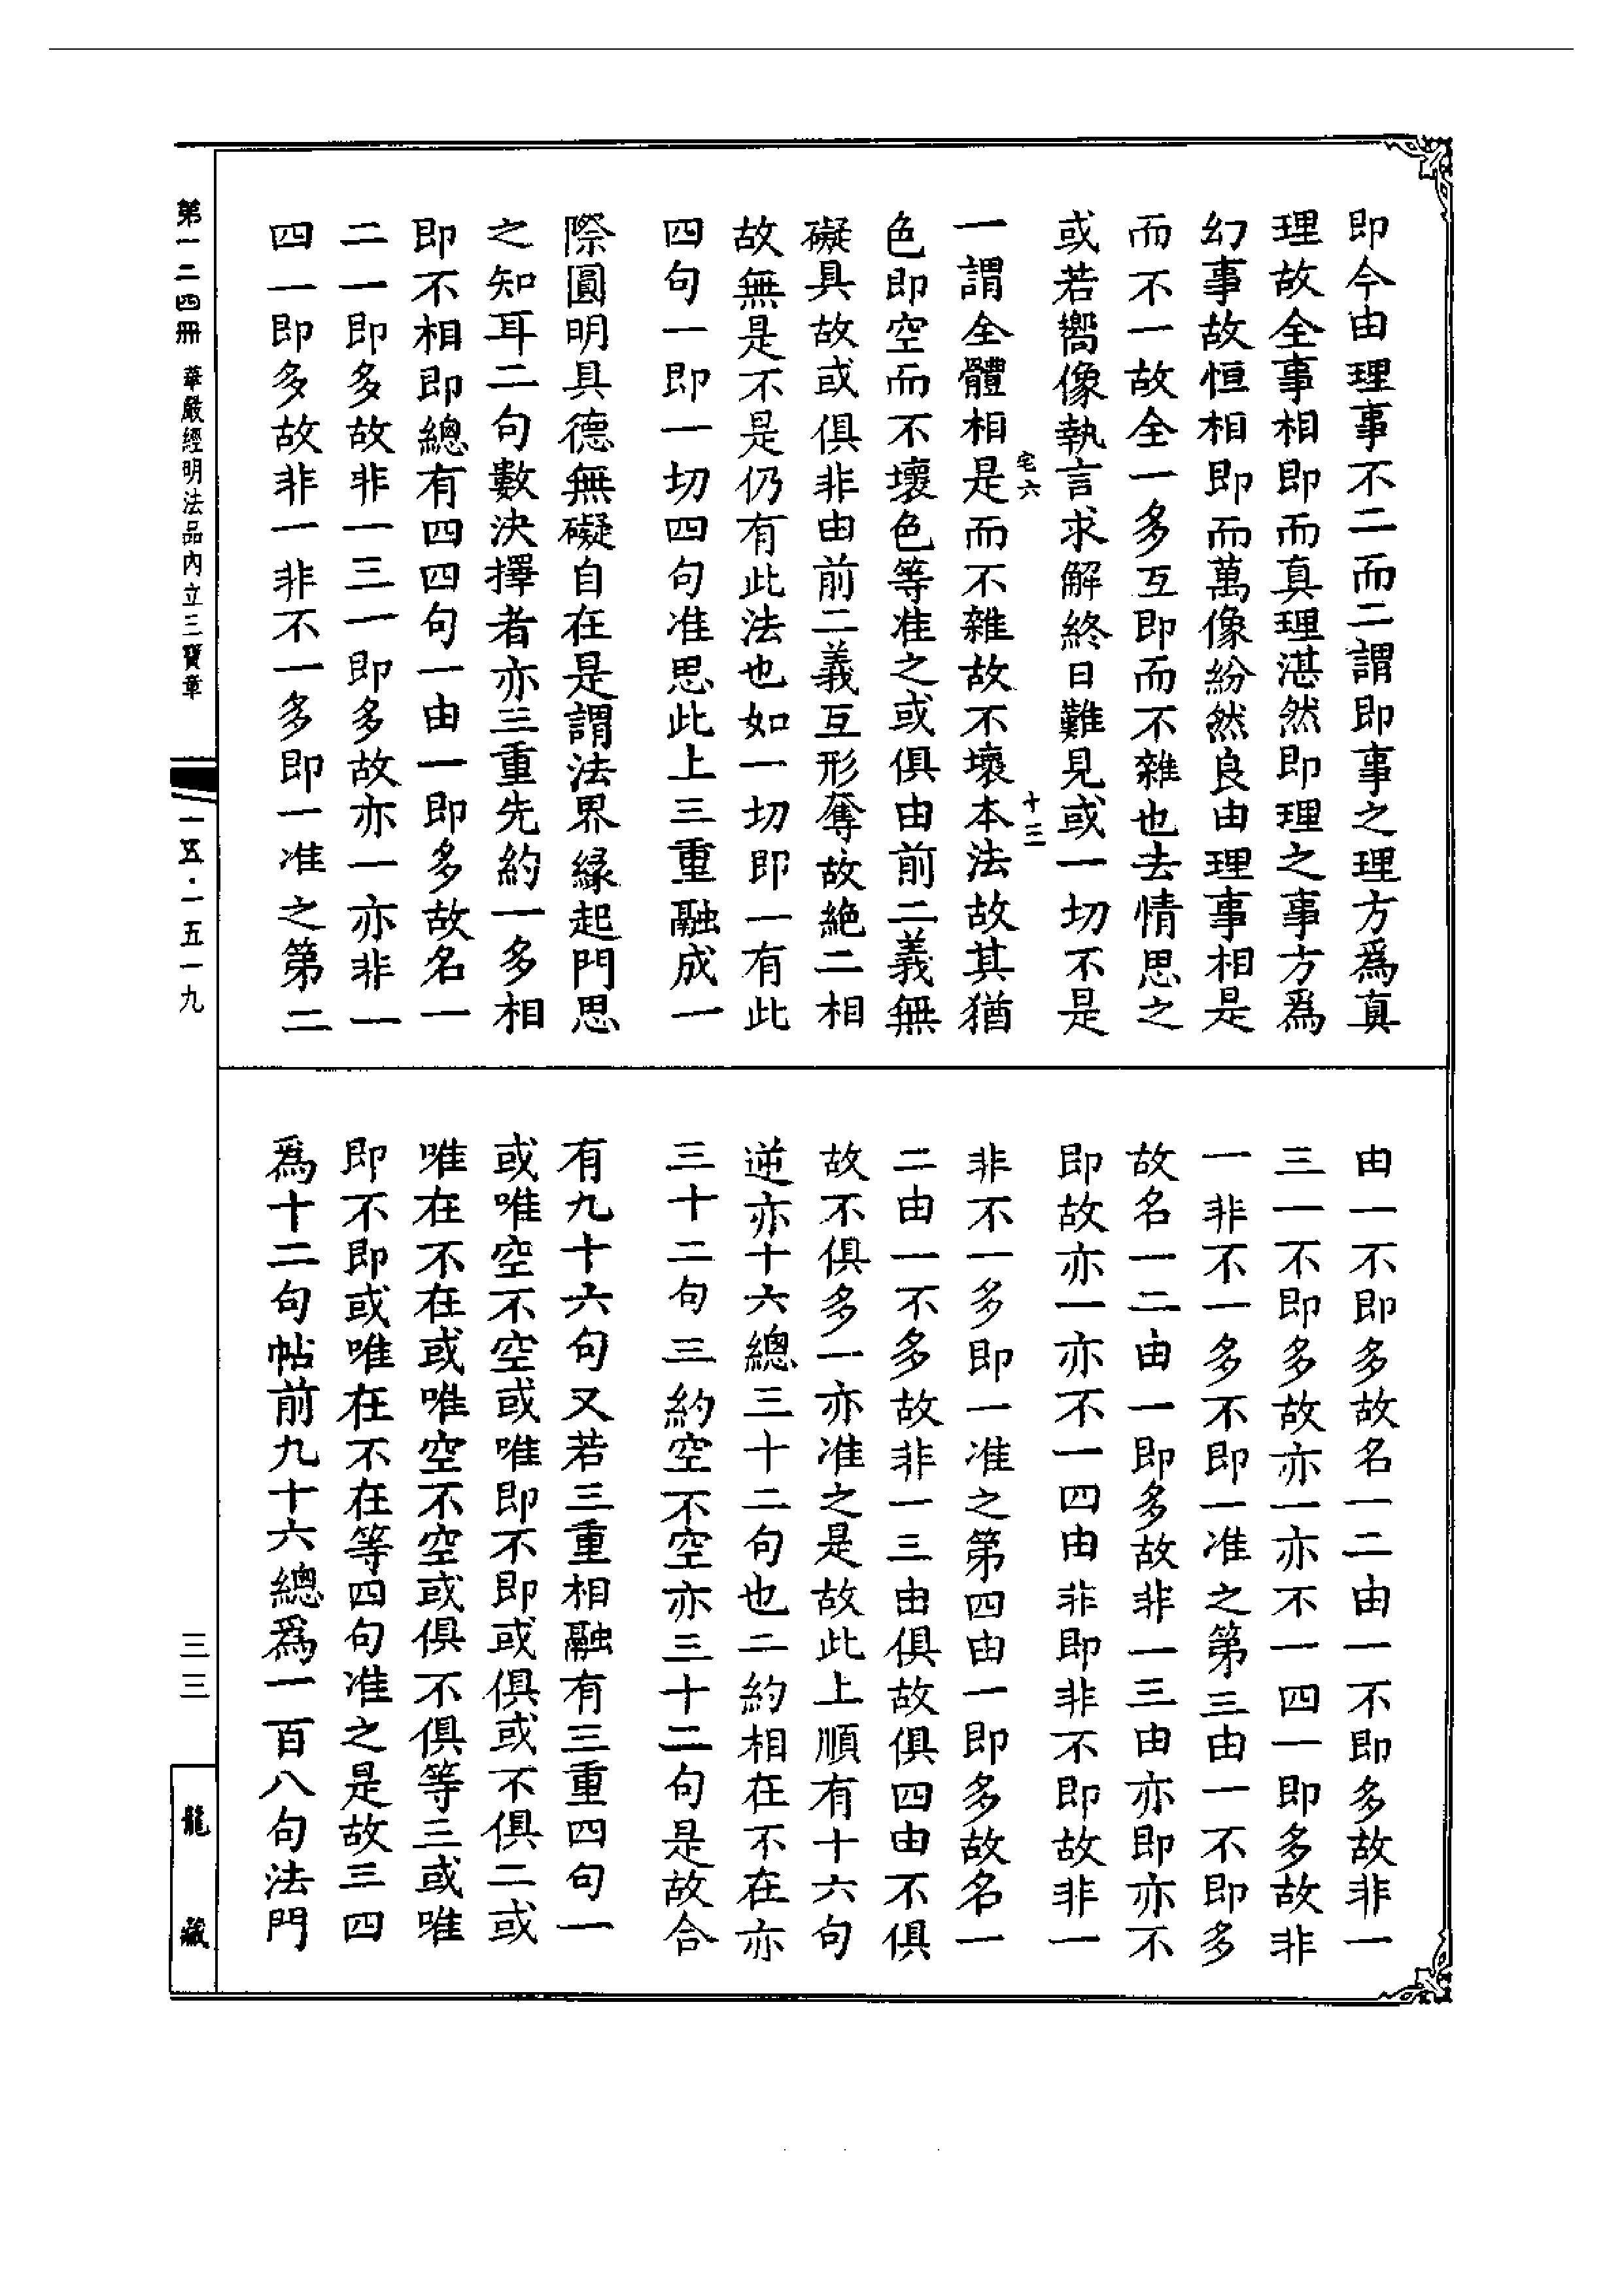 即今由理事不二而二謂即事之理方爲真
理故全事相即而真理湛然即理之事方爲
幻事故恒相即而萬像紛然良由理事相是
而不一故全一多互即而不雜也去情思之
或若嚮像執言求解終日難見或一切不是
一謂全體相是而不雜故不壞本法故其猶
色即空而不壞色等准之或俱由前二義無
礙具故或俱非由前二義互形奪故絶二相
故無是不是仍有此法也如一切即一有此
四句一即一切四句准思此上三重融成一
際圓明具德無礙自在是謂法界緣起門思
之知耳二句數決擇者亦三重先約一多相
即不相即總有四四句一由一即多故名一
二一即多故非一三一即多故亦一亦非一
四一即多故非一非不一多即一准之第二
宅六
十三
由一不即多故名一二由一不即多故非一
三一不即多故亦一亦不一四一即多故非
一非不一多不即一准之第三由一不即多
故名一二由一即多故非一三由亦即亦不
即故亦一亦不一四由非即非不即故非一
非不一多即一准之第四由一即多故名一
二由一不多故非一三由俱故俱四由不俱
故不俱多一亦准之是故此上順有十六句
逆亦十六總三十二句也二約相在不在亦
三十二句三約空不空亦三十二句是故合
有九十六句又若三重相融有三重四句一
或唯空不空或唯即不即或俱或不俱二或
唯在不在或唯空不空或俱不俱等三或唯
即不即或唯在不在等四句准之是故三四
爲十二句帖前九十六總爲一百八句法門
第一二四冊 華嚴經明法品內立三寶章
一五·一五一九
三三
龍藏